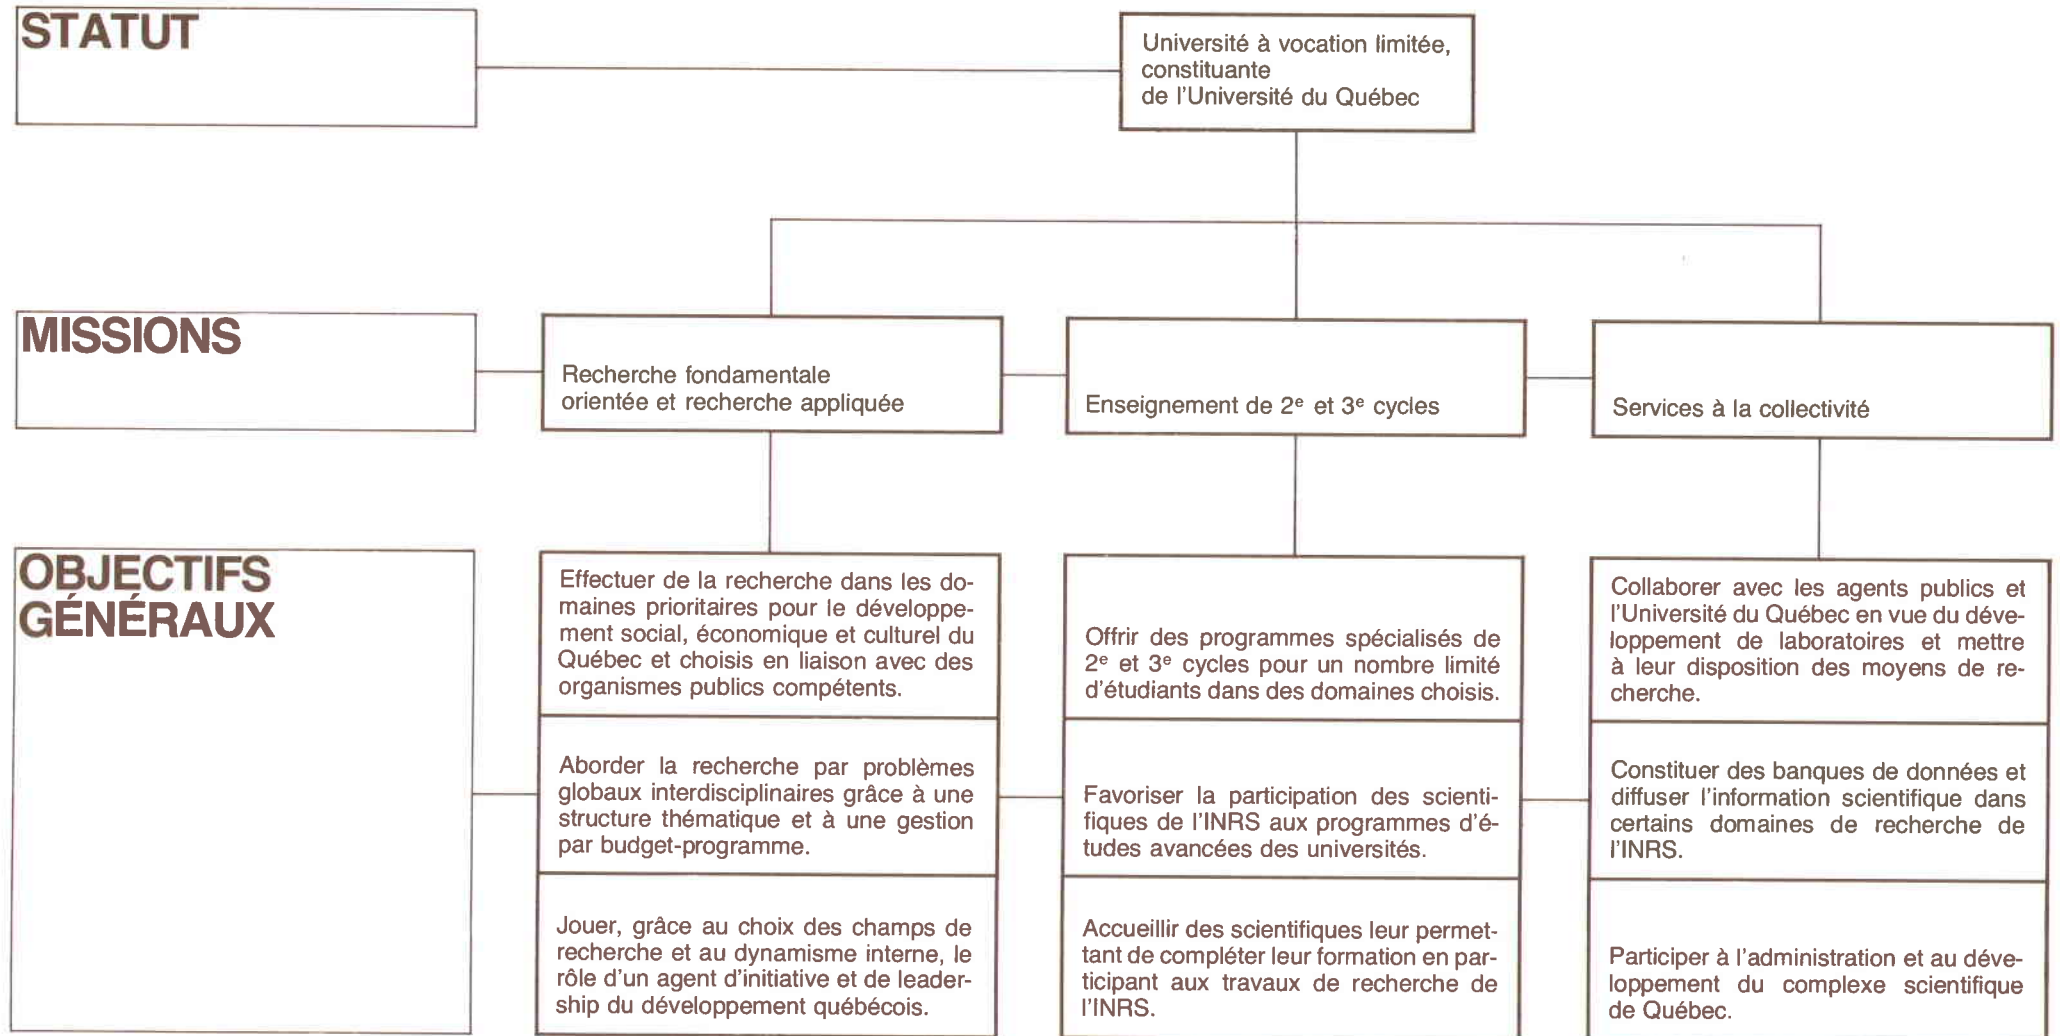 STATUT
Université à vocation limitée,
constituante
de l'Université du Québec
MISSIONS
Recherche fondamentale
orientée et recherche appliquée
Enseignement de 2e et 3e cycles
Services à la collectivité
OBJECTIFS
GÉNÉRAUX
Effectuer de la recherche dans les do-
maines prioritaires pour le développe-
ment social, économique et culturel du
Québec et choisis en liaison avec des
organismes publics compétents.
Aborder la recherche par problèmes
globaux interdisciplinaires grâce à une
structure thématique et à une gestion
par budget-programme.
Jouer, grâce au choix des champs de
recherche et au dynamisme interne, le
rôle d'un agent d'initiative et de leader-
ship du développement québécois.
Offrir des programmes spécialisés de
2e et 3e cycles pour un nombre limité
d'étudiants dans des domaines choisis.
Favoriser la participation des scienti-
fiques de l'INRS aux programmes d'é-
tudes avancées des universités.
Accueillir des scientifiques leur permet-
tant de compléter leur formation en par-
ticipant aux travaux de recherche de
l'INRS.
Collaborer avec les agents publics et
l'Université du Québec en vue du déve-
loppement de laboratoires et mettre
à leur disposition des moyens de re-
cherche.
Constituer des banques de données et
diffuser l'information scientifique dans
certains domaines de recherche de
l'INRS.
Participer à l'administration et au déve-
loppement du complexe scientifique
de Québec.